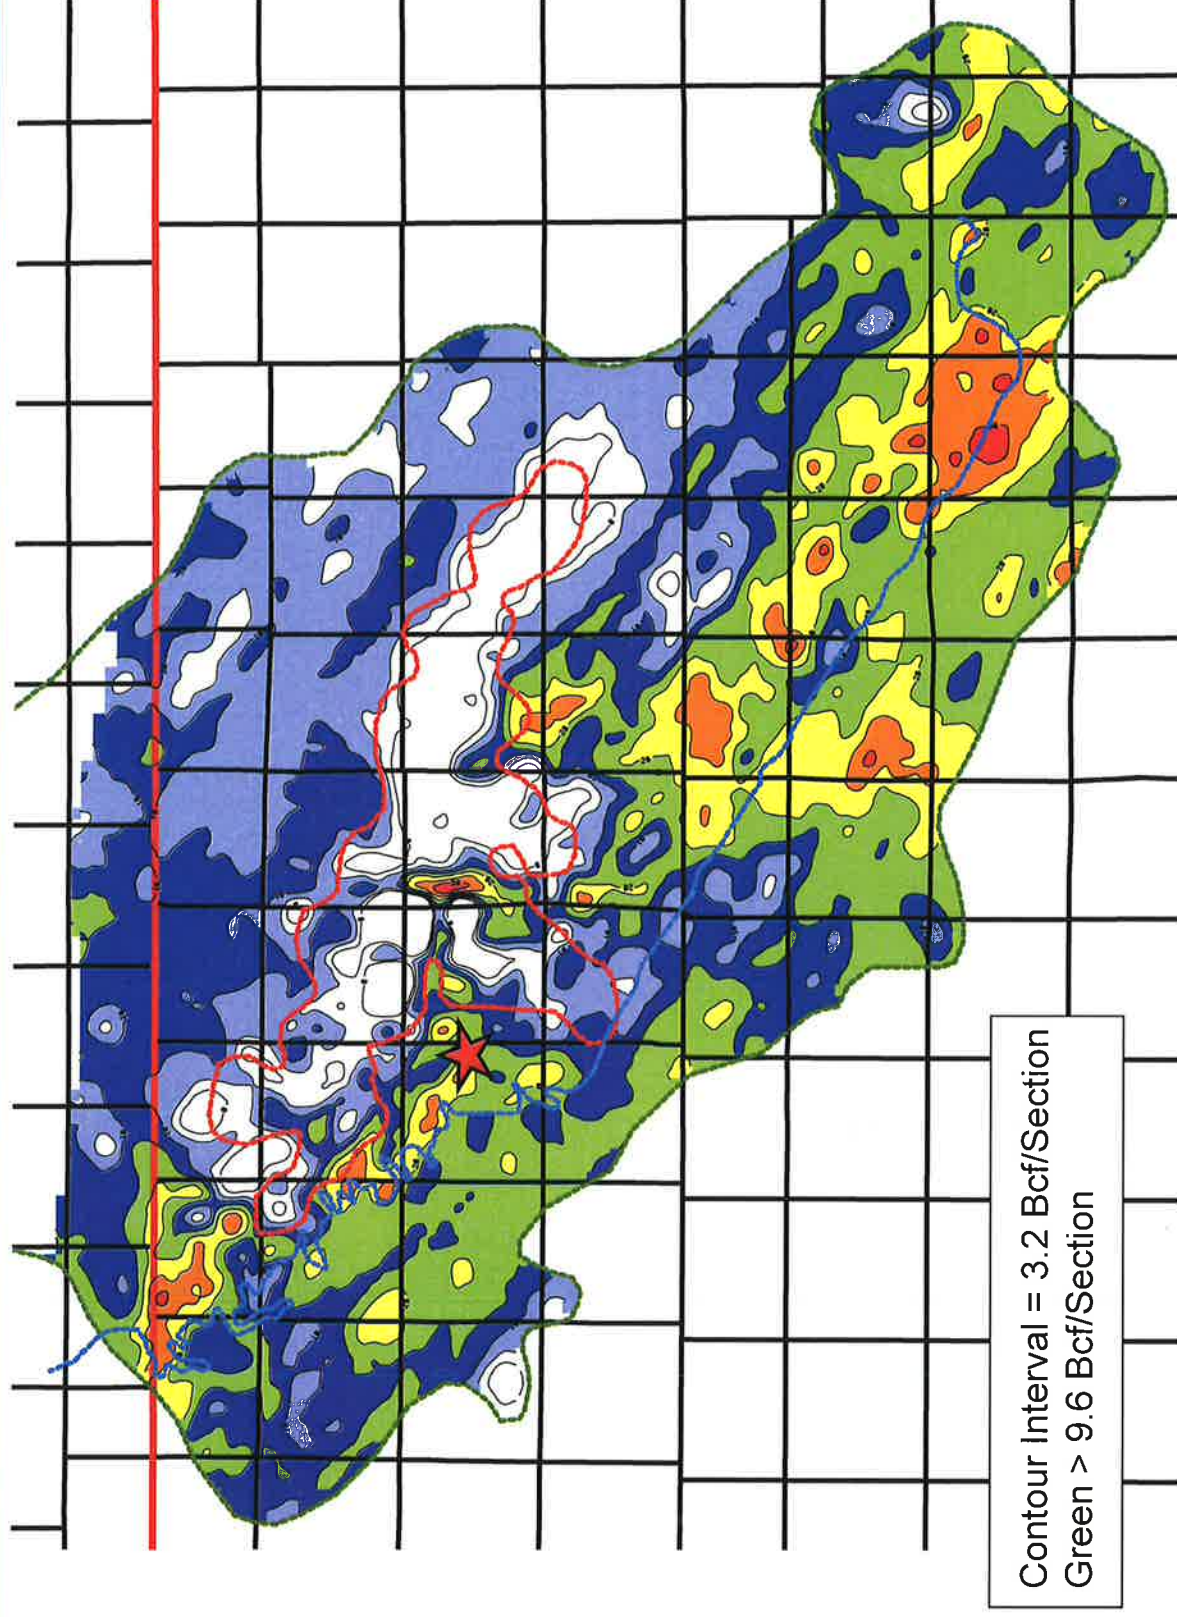 Contour Interval = 3.2 Bcf/Section
Green > 9.6 Bcf/Section